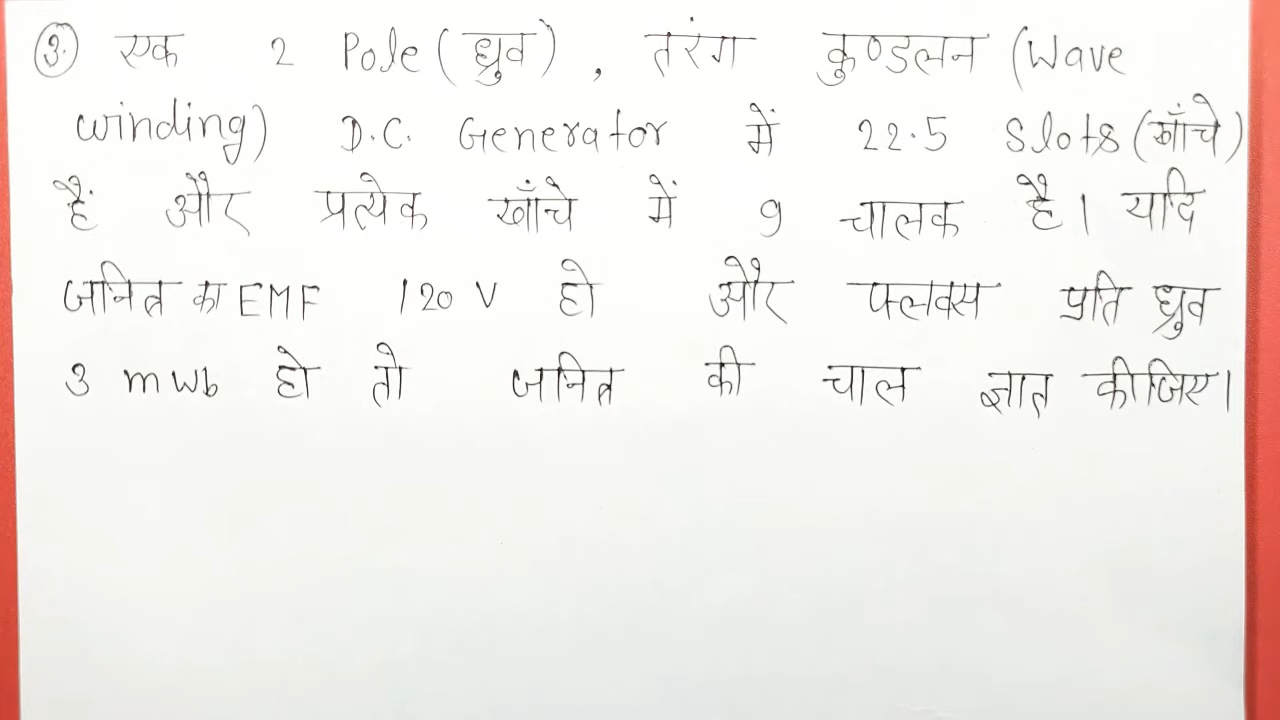 ③. एक 2 Pole (ध्रुव), तरंग कुण्डलन (Wave
winding) D.C. Generator में 22.5 Slots (खाँचे)
हैं और प्रत्येक खाँचे में 9 चालक है। यदि
जनित्र का EMF 120 V हो और फ्लक्स प्रति ध्रुव
3 mwb हो तो जनित्र की चाल ज्ञात कीजिए।